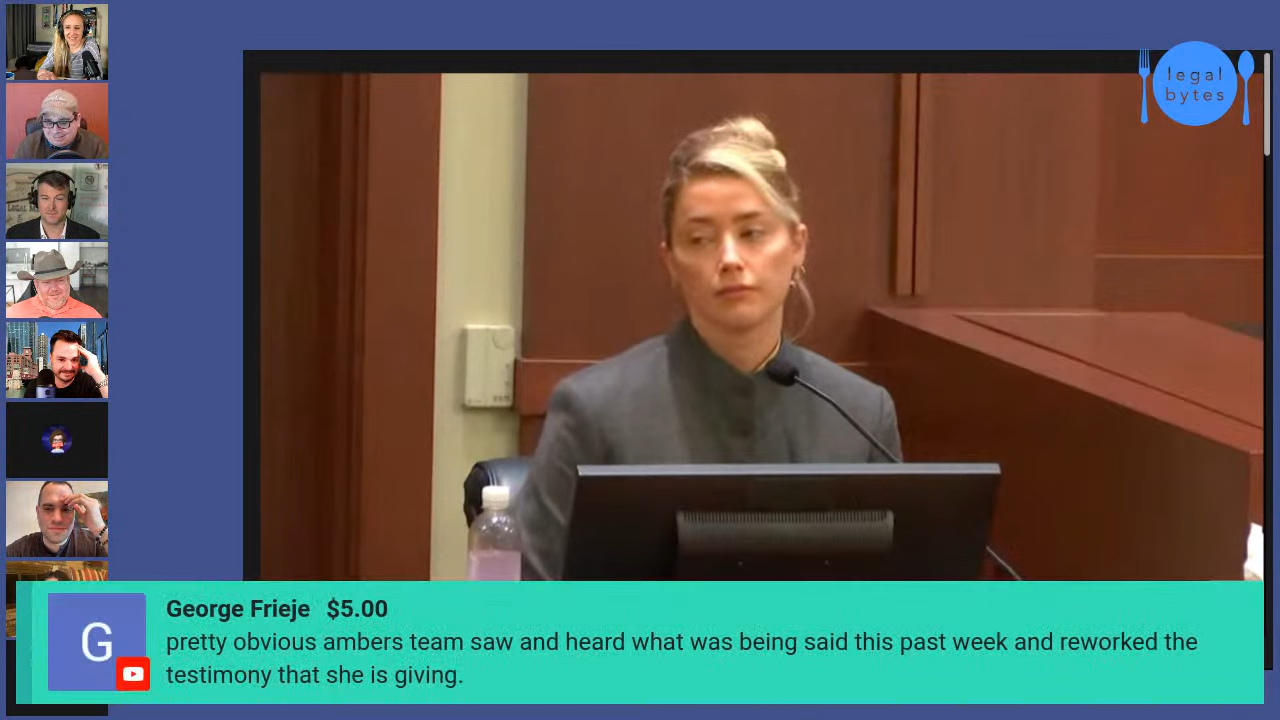 legal
bytes
George Frieje $5.00
G
pretty obvious ambers team saw and heard what was being said this past week and reworked the
testimony that she is giving.